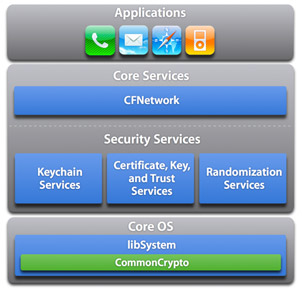 Applications
Core Services
CFNetwork
Security Services
Keychain
Services
Certificate, Key,
and Trust
Services
Randomization
Services
Core OS
libSystem
CommonCrypto